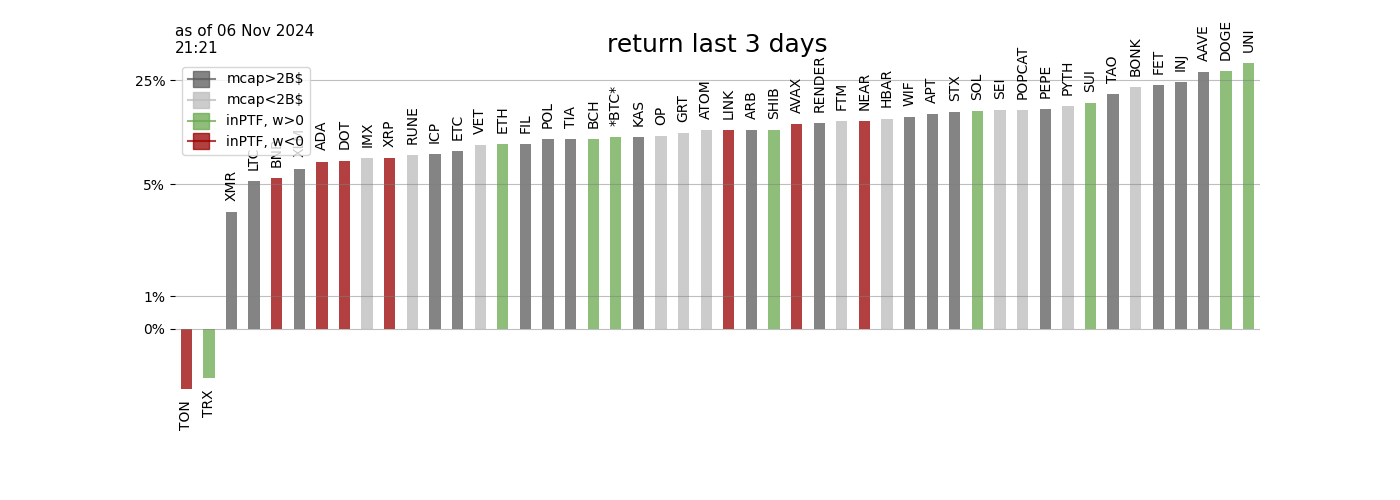 as of 06 Nov 2024
21:21
return last 3 days
mcap>2B$
mcap<2B$
inPTF, w>0
inPTF, w<0
25%
5%
1%
0%
TON
TRX
XMR
LTC
BNB
XLM
ADA
DOT
IMX
XRP
RUNE
ICP
ETC
VET
ETH
FIL
POL
TIA
BCH
*BTC*
KAS
OP
GRT
ATOM
LINK
ARB
SHIB
AVAX
RENDER
FTM
NEAR
HBAR
WIF
APT
STX
SOL
SEI
POPCAT
PEPE
PYTH
SUI
TAO
BONK
FET
INJ
AAVE
DOGE
UNI